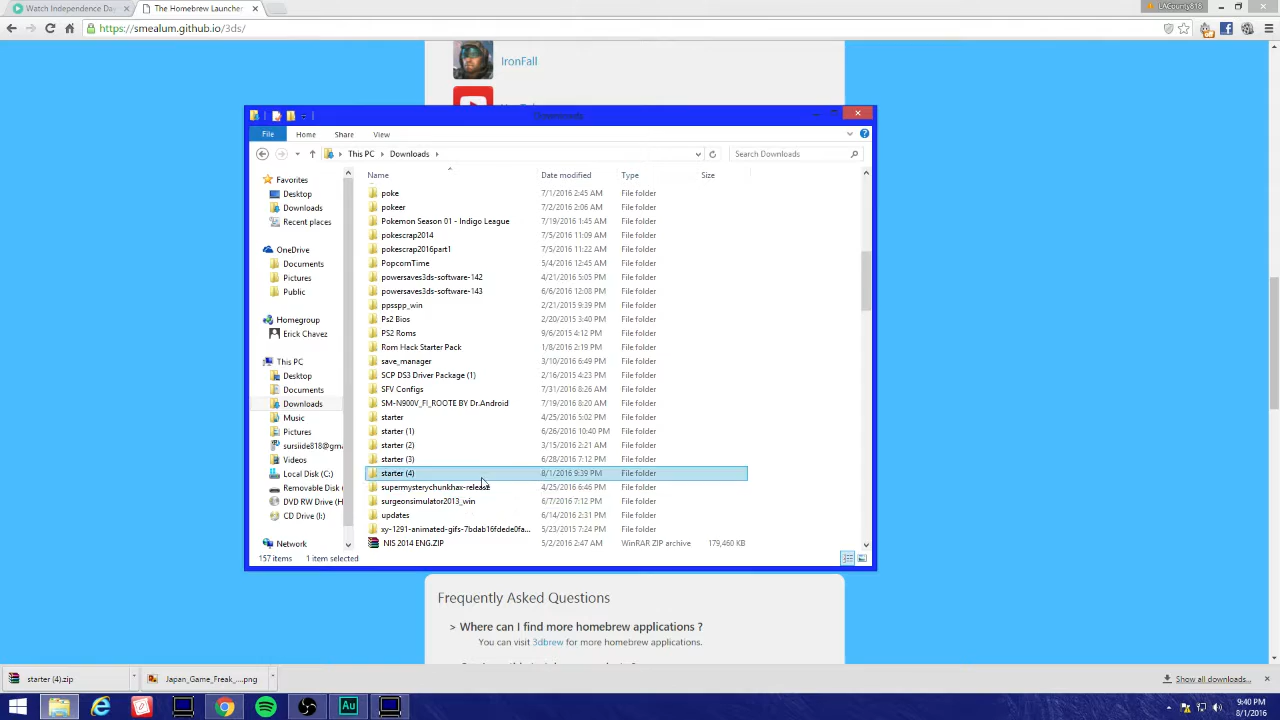 Watch Independence Da
The Homebrew Launcher
LACounty818
https://smealum.github.io/3ds/
IronFall
File Home Share View
This PC Downloads
Search Downloads
Name Date modified Type Size
Favorites
Desktop
Downloads
Recent places
OneDrive
Documents
Pictures
Public
Homegroup
Erick Chavez
This PC
Desktop
Documents
Downloads
Music
Pictures
sursiide818@gm
Videos
Local Disk (C:)
Removable Disk
DVD RW Drive (H
CD Drive (I:)
Network
poke 7/1/2016 2:45 AM File folder
pokeer 7/2/2016 2:06 AM File folder
Pokemon Season 01 - Indigo League 7/19/2016 1:45 AM File folder
pokescrap2014 7/5/2016 11:09 AM File folder
pokescrap2016part1 7/5/2016 11:22 AM File folder
PopcornTime 5/4/2016 12:45 AM File folder
powersaves3ds-software-142 4/21/2016 5:05 PM File folder
powersaves3ds-software-143 6/6/2016 12:08 PM File folder
ppsspp_win 2/21/2015 9:39 PM File folder
Ps2 Bios 2/20/2015 3:40 PM File folder
PS2 Roms 9/6/2015 4:12 PM File folder
Rom Hack Starter Pack 1/8/2016 2:19 PM File folder
save_manager 3/10/2016 6:49 PM File folder
SCP DS3 Driver Package (1) 2/16/2015 4:23 PM File folder
SFV Configs 7/31/2016 8:26 AM File folder
SM-N900V_FI_ROOTE BY Dr.Android 7/19/2016 8:20 AM File folder
starter 4/25/2016 5:02 PM File folder
starter (1) 6/26/2016 10:40 PM File folder
starter (2) 3/15/2016 2:21 AM File folder
starter (3) 6/28/2016 7:12 PM File folder
starter (4) 8/1/2016 9:39 PM File folder
supermysterychunkhax-release 4/25/2016 6:46 PM File folder
surgeonsimulator2013_win 6/7/2016 7:12 PM File folder
updates 6/14/2016 2:31 PM File folder
xy-1291-animated-gifs-7bdab16fdede0fa... 5/23/2015 7:24 PM File folder
NIS 2014 ENG.ZIP 5/2/2016 2:47 AM WinRAR ZIP archive 179,460 KB
157 items 1 item selected
Frequently Asked Questions
> Where can I find more homebrew applications ?
You can visit 3dbrew for more homebrew applications.
starter (4).zip
Japan_Game_Freak_....png
Show all downloads...
Au
9:40 PM
8/1/2016